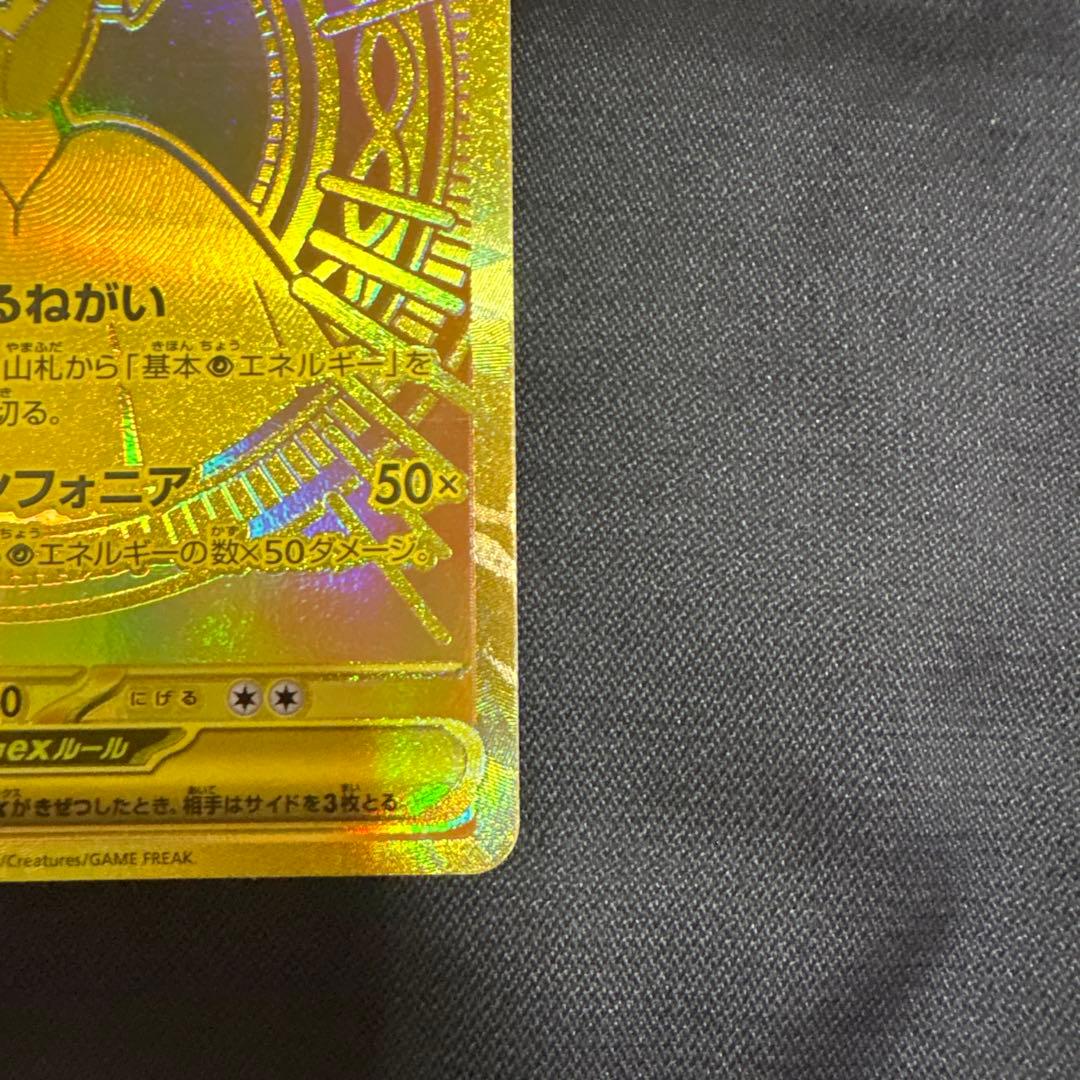 るねがい
山札から「基本エネルギー」を
切る。
ンフォニア 50×
エネルギーの数×50ダメージ。
0 にげる
exルール
がきぜつしたとき、相手はサイドを3枚とる
/Creatures/GAME FREAK.